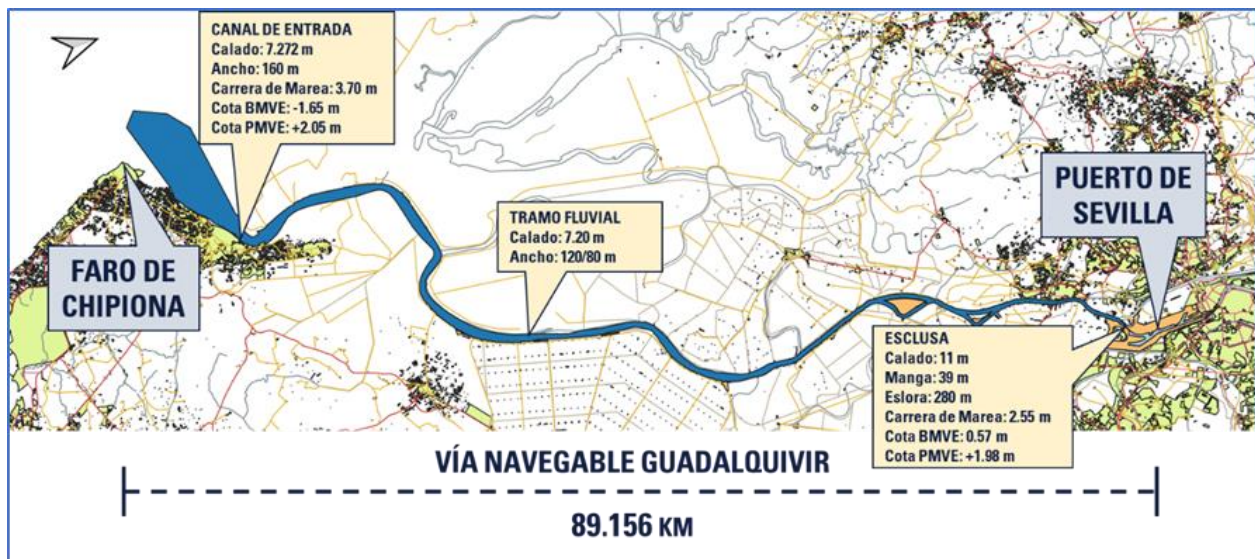 CANAL DE ENTRADA
Calado: 7.272 m
Ancho: 160 m
Carrera de Marea: 3.70 m
Cota BMVE: -1.65 m
Cota PMVE: +2.05 m
FARO DE
CHIPIONA
TRAMO FLUVIAL
Calado: 7.20 m
Ancho: 120/80 m
PUERTO DE
SEVILLA
ESCLUSA
Calado: 11 m
Manga: 39 m
Eslora: 280 m
Carrera de Marea: 2.55 m
Cota BMVE: 0.57 m
Cota PMVE: +1.98 m
VÍA NAVEGABLE GUADALQUIVIR
89.156 KM